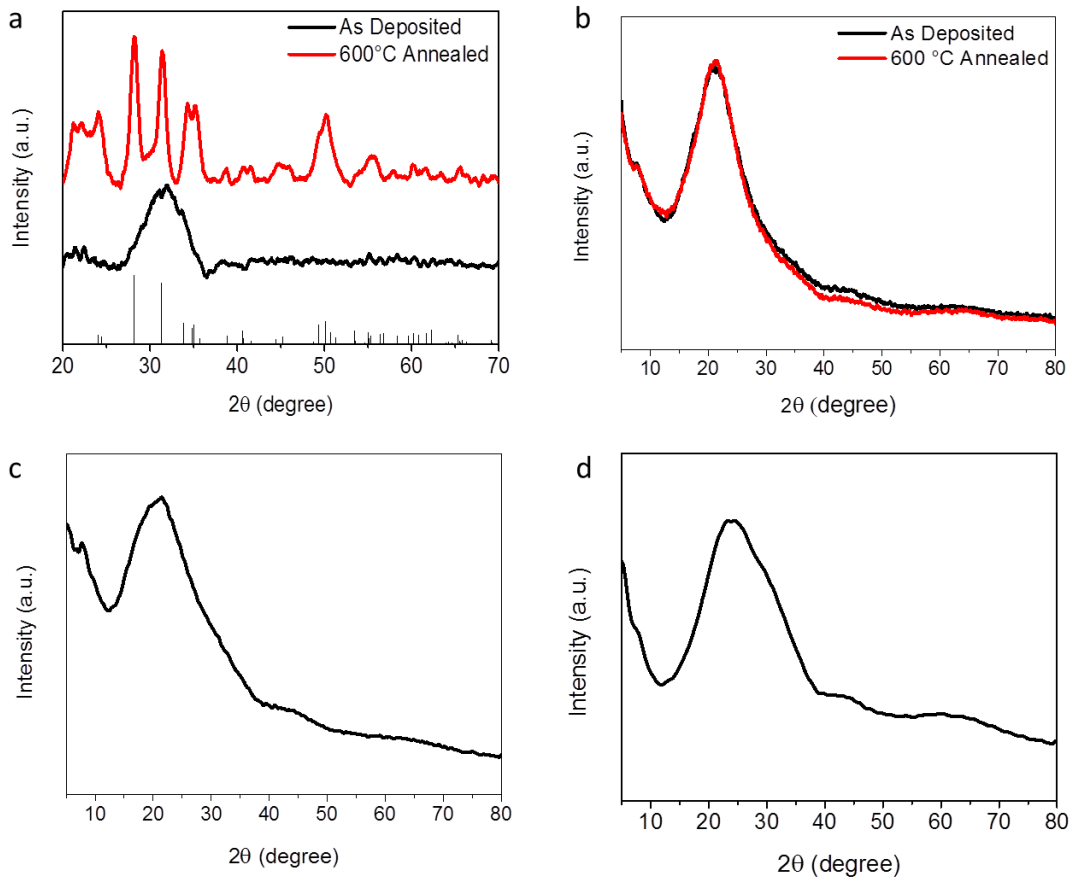 a
As Deposited
600°C Annealed
Intensity (a.u.)
20 30 40 50 60 70
2θ (degree)
b
As Deposited
600 °C Annealed
Intensity (a.u.)
10 20 30 40 50 60 70 80
2θ (degree)
c
Intensity (a.u.)
10 20 30 40 50 60 70 80
2θ (degree)
d
Intensity (a.u.)
10 20 30 40 50 60 70 80
2θ (degree)